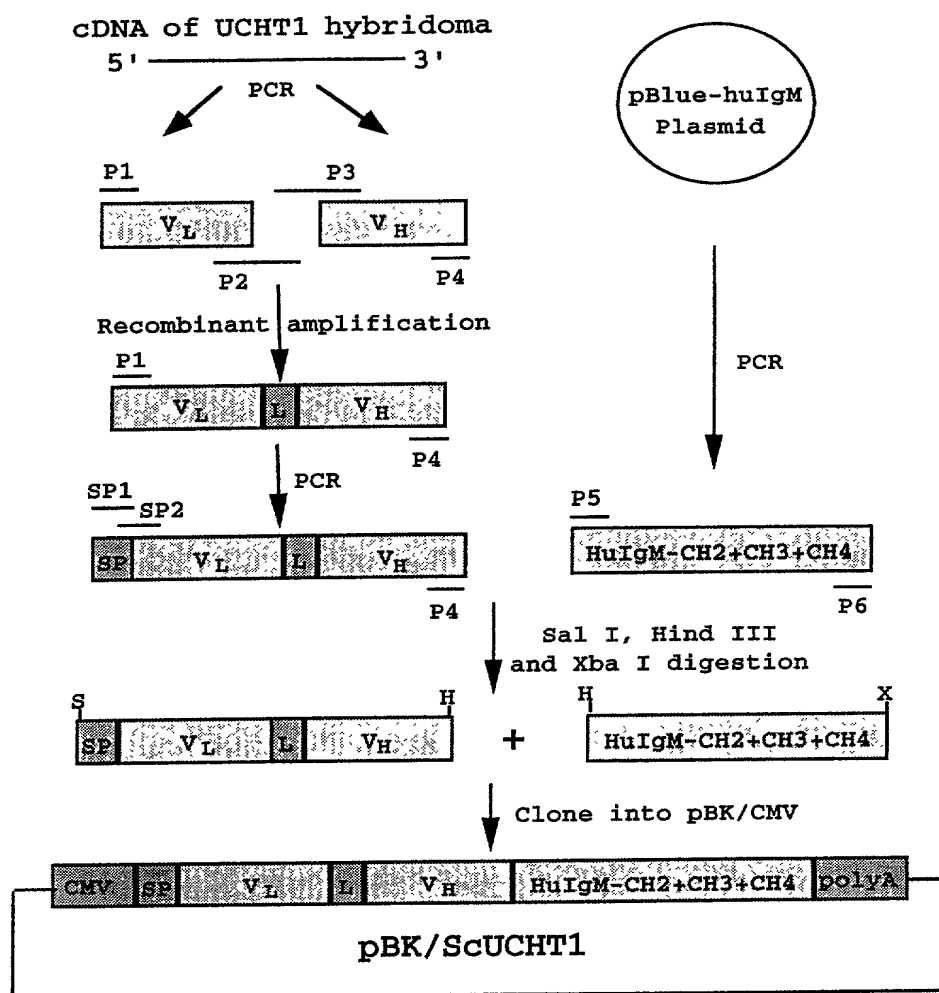 cDNA of UCHT1 hybridoma
5' 3'
PCR
pBlue-huIgM
Plasmid
P1
P3
VL
VH
P2
P4
Recombinant amplification
P1
PCR
VL L VH
P4
PCR
SP1
SP2
P5
SP VL L VH
HuIgM-CH2+CH3+CH4
P4
P6
Sal I, Hind III
and Xba I digestion
S H
H X
SP VL L VH
+
HuIgM-CH2+CH3+CH4
Clone into pBK/CMV
CMV SP VL L VH HuIgM-CH2+CH3+CH4 polyA
pBK/ScUCHT1